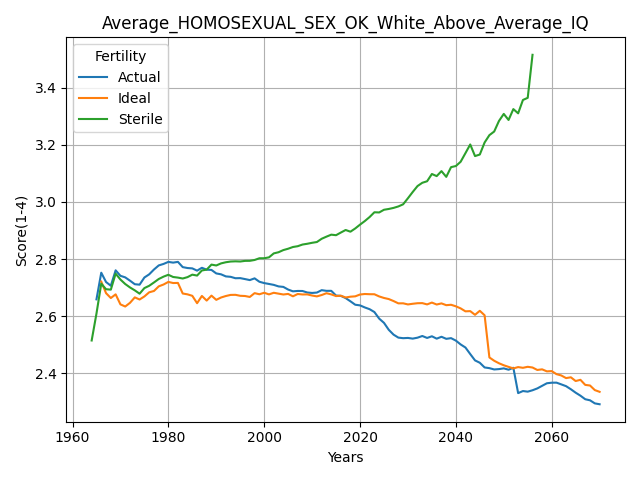 Average_HOMOSEXUAL_SEX_OK_White_Above_Average_IQ
Fertility
Actual
Ideal
Sterile
Score(1-4)
3.4
3.2
3.0
2.8
2.6
2.4
1960
1980
2000
2020
2040
2060
Years